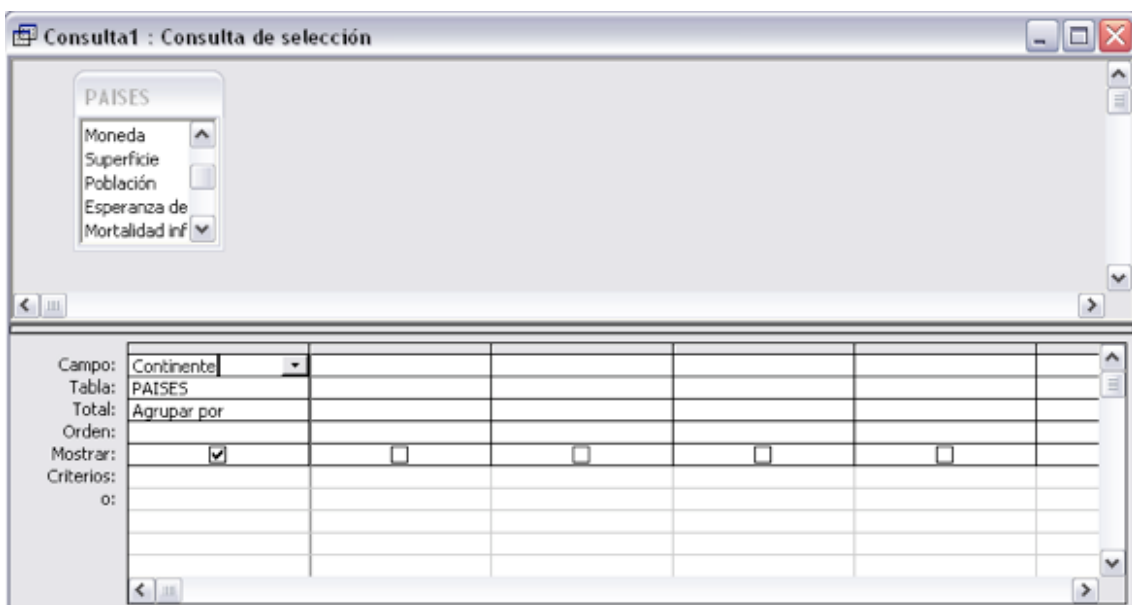 Consulta1 : Consulta de selección
PAISES
Moneda
Superficie
Población
Esperanza de
Mortalidad inf
Campo: Continente
Tabla: PAISES
Total: Agrupar por
Orden:
Mostrar:
Criterios:
o: